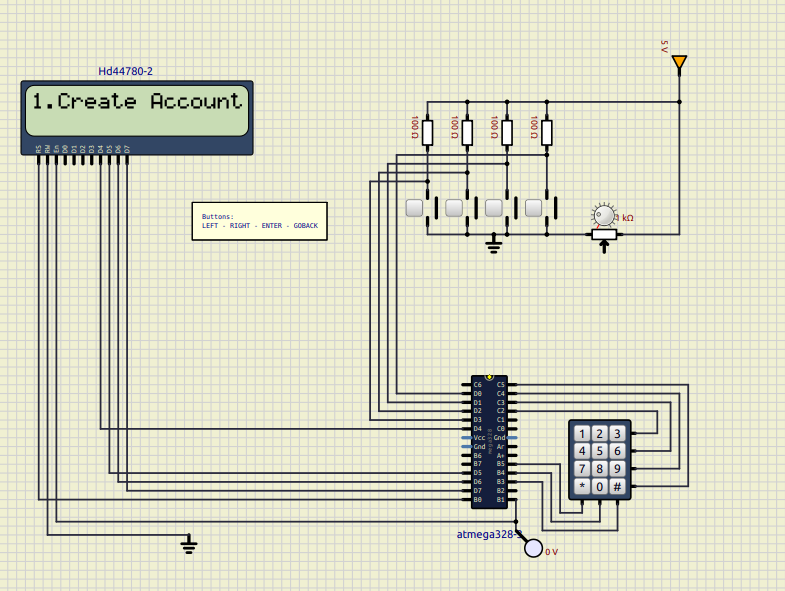 5 V
Hd44780-2
1.Create Account
RS RW En D0 D1 D2 D3 D4 D5 D6 D7
100 Ω 100 Ω 100 Ω 100 Ω
Buttons:
LEFT - RIGHT - ENTER - GOBACK
1 kΩ
C6 C5
D0 C4
D1 C3
D2 C2
D3 C1
D4 C0
Vcc Gnd
Gnd Ar
B6 A+
B7 B5
D5 B4
D6 B3
D7 B2
B0 B1
1 2 3
4 5 6
7 8 9
* 0 #
atmega328-
0 V